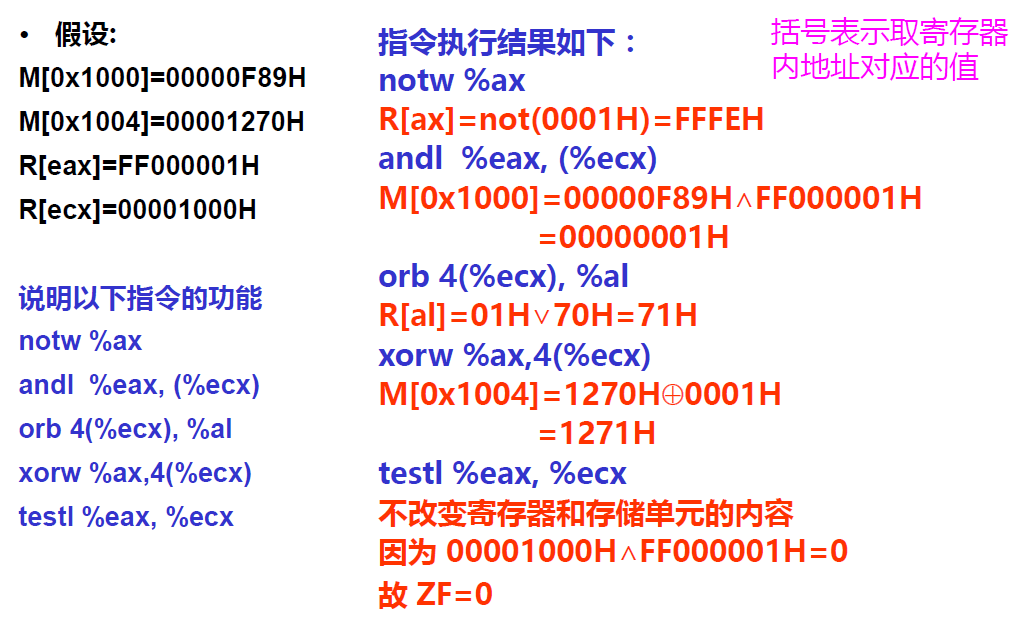 • 假设:
M[0x1000]=00000F89H
M[0x1004]=00001270H
R[eax]=FF000001H
R[ecx]=00001000H
说明以下指令的功能
notw %ax
andl %eax, (%ecx)
orb 4(%ecx), %al
xorw %ax,4(%ecx)
testl %eax, %ecx
指令执行结果如下：
notw %ax
R[ax]=not(0001H)=FFFEH
andl %eax, (%ecx)
M[0x1000]=00000F89H∧FF000001H
=00000001H
orb 4(%ecx), %al
R[al]=01H∨70H=71H
xorw %ax,4(%ecx)
M[0x1004]=1270H⊕0001H
=1271H
testl %eax, %ecx
不改变寄存器和存储单元的内容
因为 00001000H∧FF000001H=0
故 ZF=0
括号表示取寄存器
内地址对应的值